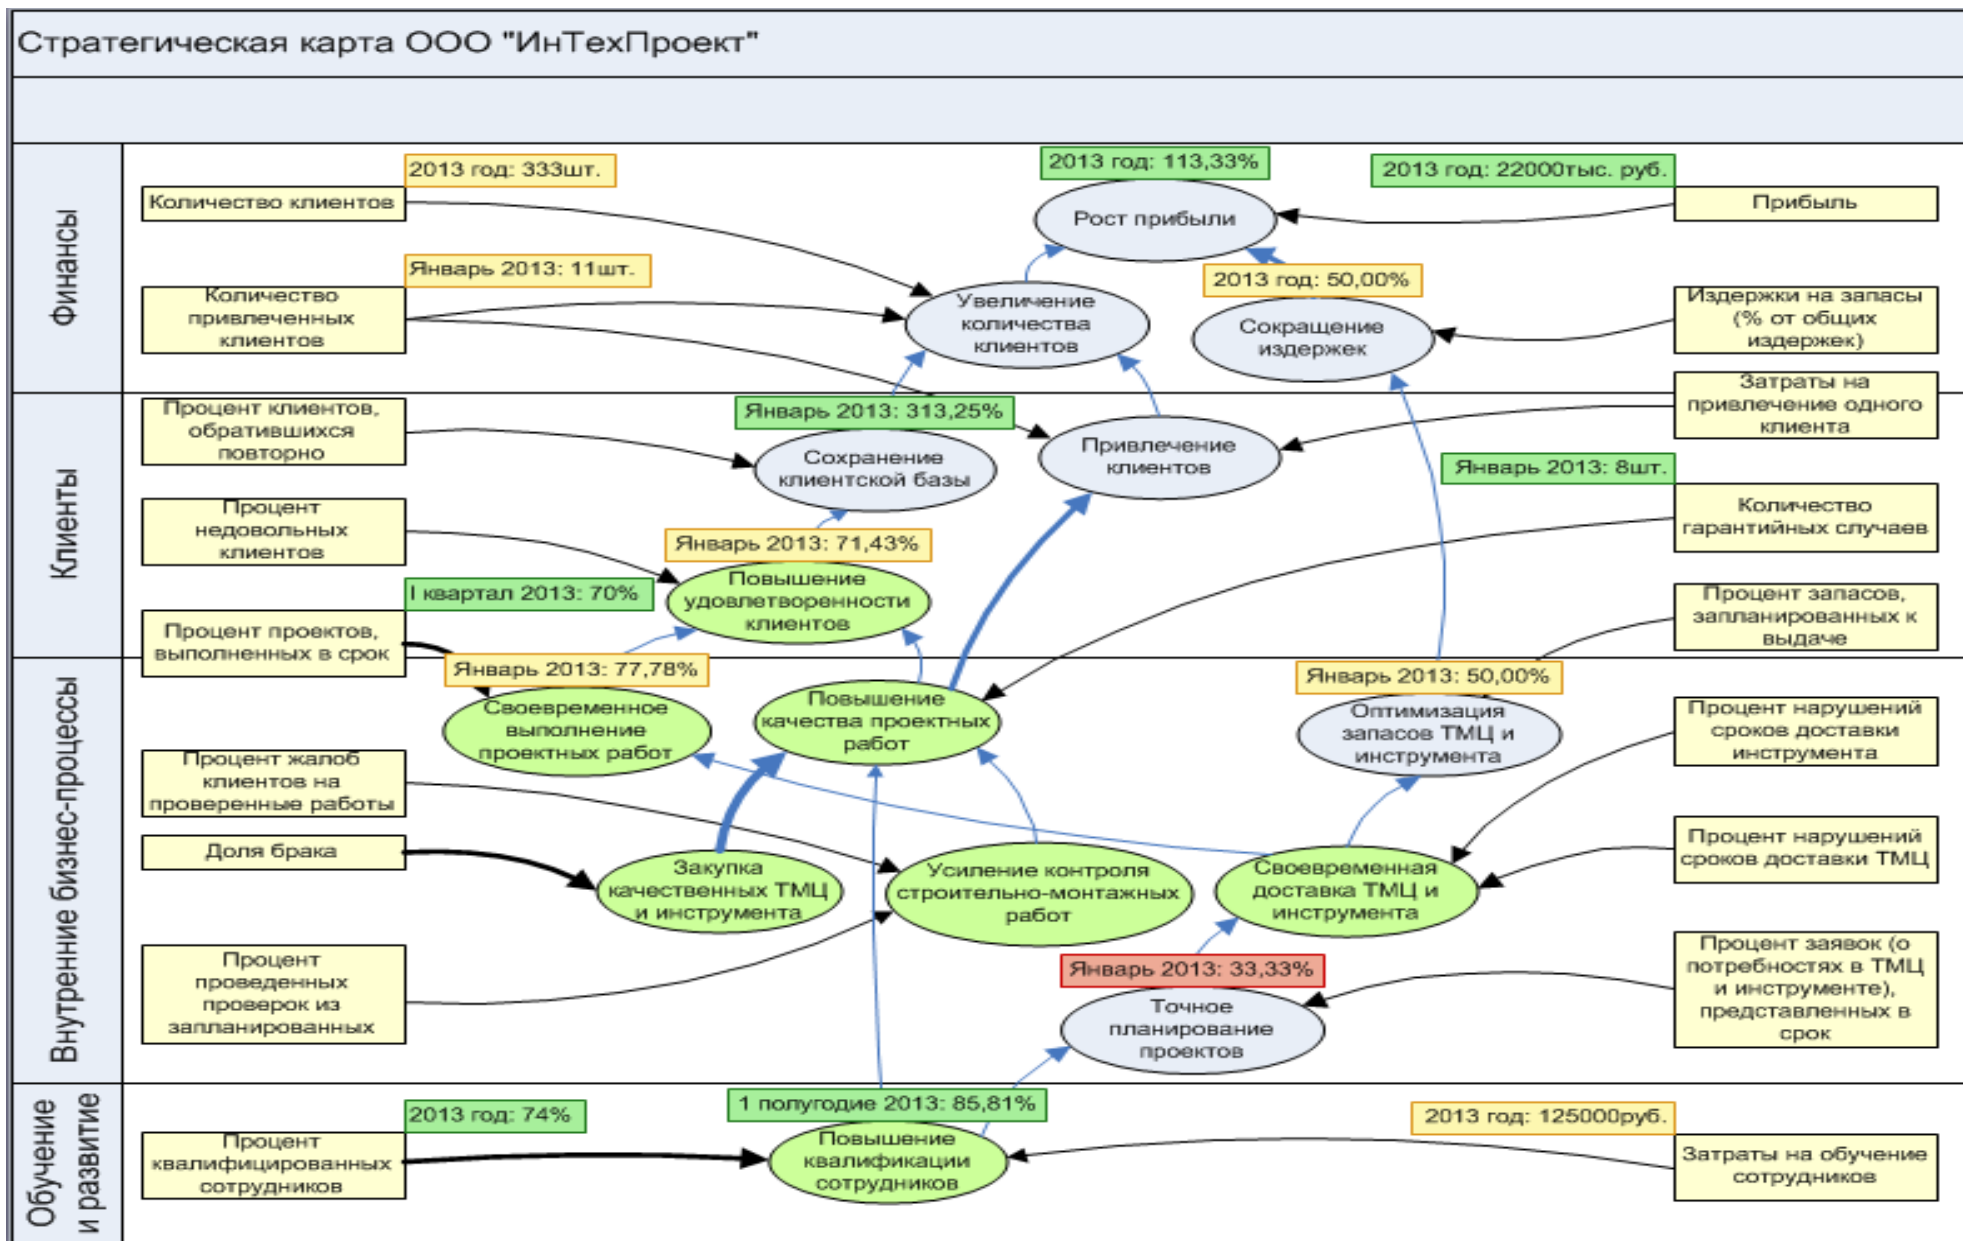 Стратегическая карта ООО "ИнТехПроект"
Финансы
2013 год: 333шт.
Количество клиентов
Январь 2013: 11шт.
Количество
привлеченных
клиентов
2013 год: 113,33%
Рост прибыли
2013 год: 22000тыс. руб.
Прибыль
Увеличение
количества
клиентов
2013 год: 50,00%
Сокращение
издержек
Издержки на запасы
(% от общих
издержек)
Затраты на
привлечение одного
клиента
Клиенты
Процент клиентов,
обратившихся
повторно
Январь 2013: 313,25%
Сохранение
клиентской базы
Привлечение
клиентов
Январь 2013: 8шт.
Количество
гарантийных случаев
Процент
недовольных
клиентов
Январь 2013: 71,43%
Повышение
удовлетворенности
клиентов
I квартал 2013: 70%
Процент проектов,
выполненных в срок
Процент запасов,
запланированных к
выдаче
Внутренние бизнес-процессы
Январь 2013: 77,78%
Своевременное
выполнение
проектных работ
Повышение
качества проектных
работ
Январь 2013: 50,00%
Оптимизация
запасов ТМЦ и
инструмента
Процент нарушений
сроков доставки
инструмента
Процент жалоб
клиентов на
проверенные работы
Доля брака
Закупка
качественных ТМЦ
и инструмента
Усиление контроля
строительно-монтажных
работ
Своевременная
доставка ТМЦ и
инструмента
Процент нарушений
сроков доставки ТМЦ
Процент
проведенных
проверок из
запланированных
Январь 2013: 33,33%
Точное
планирование
проектов
Процент заявок (о
потребностях в ТМЦ
и инструменте),
представленных в
срок
Обучение
и развитие
2013 год: 74%
Процент
квалифицированных
сотрудников
1 полугодие 2013: 85,81%
Повышение
квалификации
сотрудников
2013 год: 125000руб.
Затраты на обучение
сотрудников